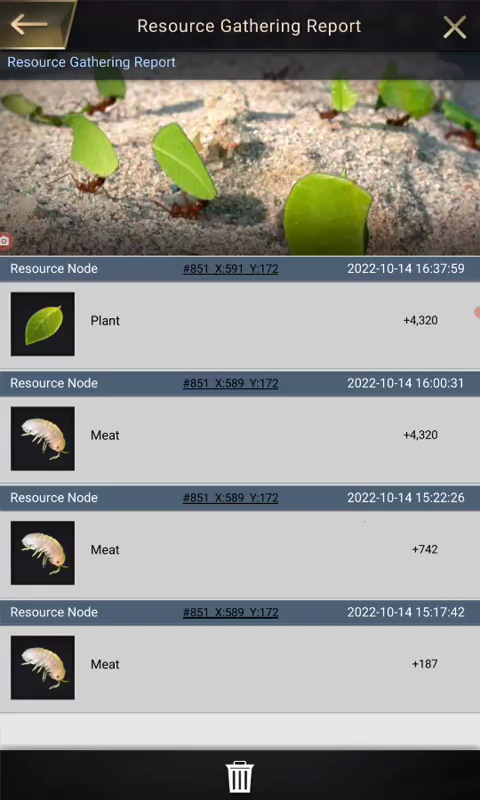 Resource Gathering Report
Resource Gathering Report
Resource Node #851 X:591 Y:172 2022-10-14 16:37:59
Plant +4,320
Resource Node #851 X:589 Y:172 2022-10-14 16:00:31
Meat +4,320
Resource Node #851 X:589 Y:172 2022-10-14 15:22:26
Meat +742
Resource Node #851 X:589 Y:172 2022-10-14 15:17:42
Meat +187